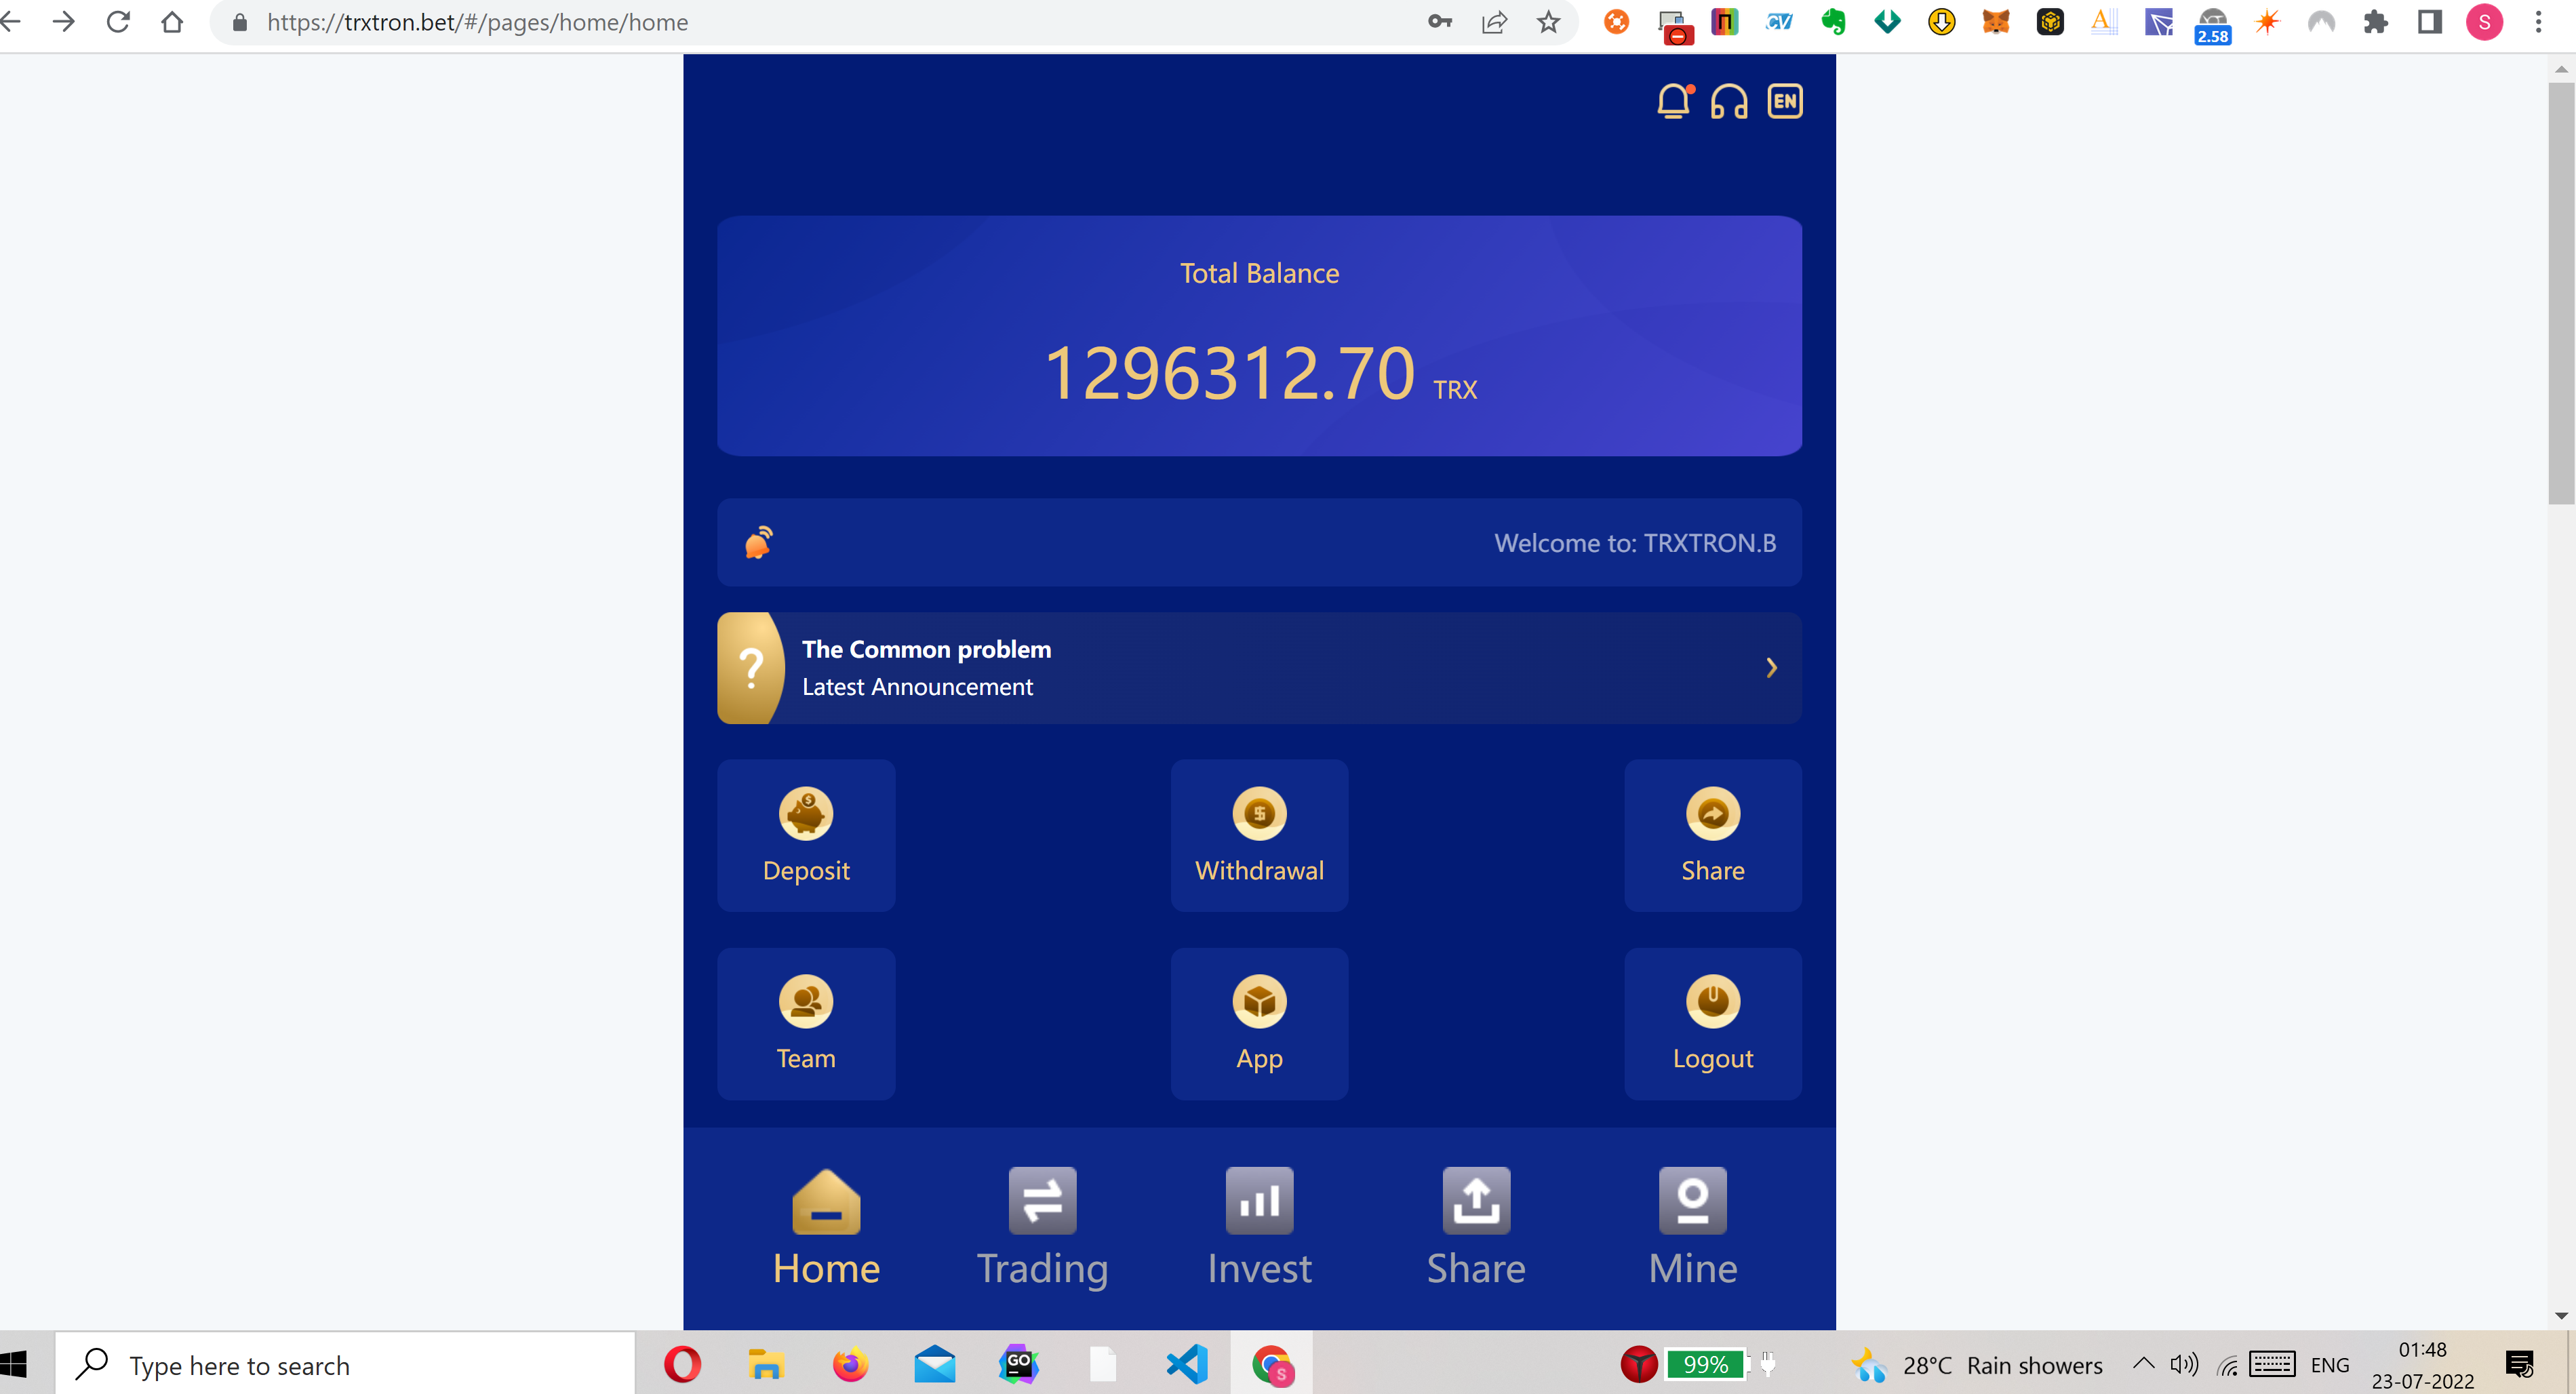 https://trxtron.bet/#/pages/home/home
CV
A
2.58
S
EN
Total Balance
1296312.70 TRX
Welcome to: TRXTRON.B
?
The Common problem
Latest Announcement
Deposit
Withdrawal
Share
Team
App
Logout
Home
Trading
Invest
Share
Mine
Type here to search
GO
S
99%
28°C Rain showers
ENG
01:48
23-07-2022